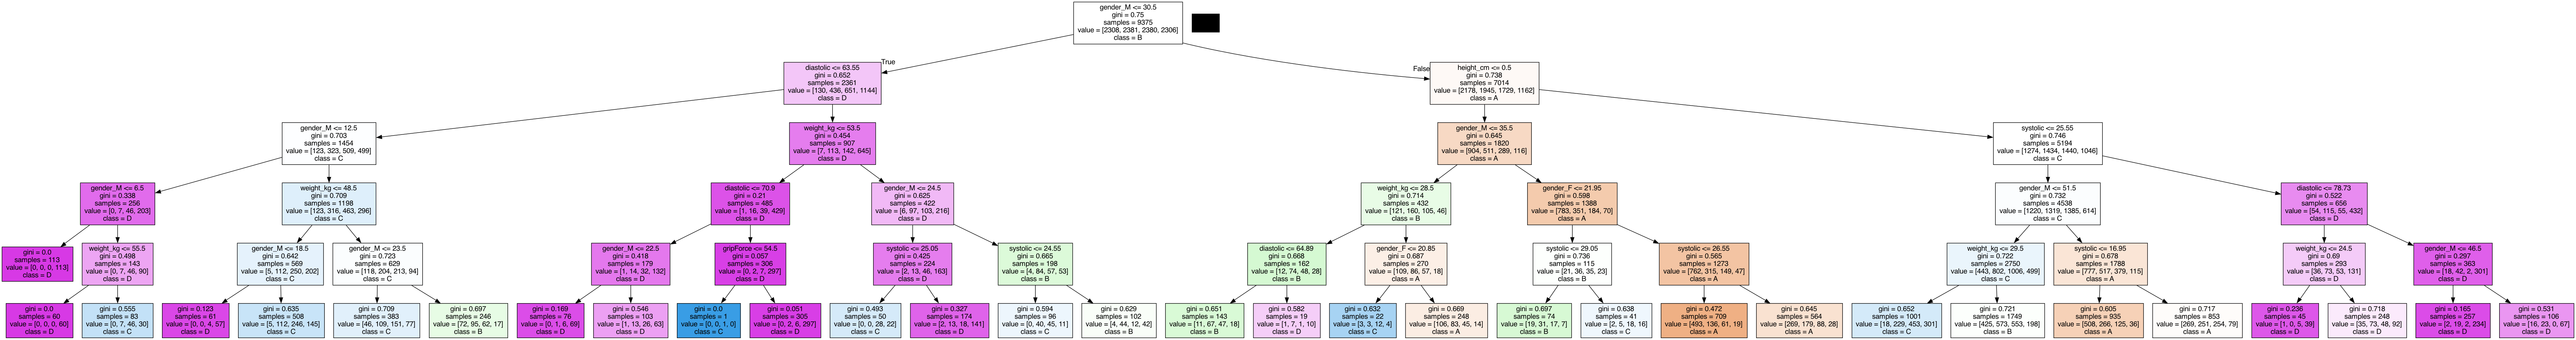 gender_M <= 30.5
gini = 0.75
samples = 9375
value = [2308, 2381, 2380, 2306]
class = B
True
False
diastolic <= 63.55
gini = 0.652
samples = 2361
value = [130, 436, 651, 1144]
class = D
height_cm <= 0.5
gini = 0.738
samples = 7014
value = [2178, 1945, 1729, 1162]
class = A
gender_M <= 12.5
gini = 0.703
samples = 1454
value = [123, 323, 509, 499]
class = C
weight_kg <= 53.5
gini = 0.454
samples = 907
value = [7, 113, 142, 645]
class = D
gender_M <= 35.5
gini = 0.645
samples = 1820
value = [904, 511, 289, 116]
class = A
systolic <= 25.55
gini = 0.746
samples = 5194
value = [1274, 1434, 1440, 1046]
class = C
gender_M <= 6.5
gini = 0.338
samples = 256
value = [0, 7, 46, 203]
class = D
weight_kg <= 48.5
gini = 0.709
samples = 1198
value = [123, 316, 463, 296]
class = C
diastolic <= 70.9
gini = 0.21
samples = 485
value = [1, 16, 39, 429]
class = D
gender_M <= 24.5
gini = 0.625
samples = 422
value = [6, 97, 103, 216]
class = D
weight_kg <= 28.5
gini = 0.714
samples = 432
value = [121, 160, 105, 46]
class = B
gender_F <= 21.95
gini = 0.598
samples = 1388
value = [783, 351, 184, 70]
class = A
gender_M <= 51.5
gini = 0.732
samples = 4538
value = [1220, 1319, 1385, 614]
class = C
diastolic <= 78.73
gini = 0.522
samples = 656
value = [54, 115, 55, 432]
class = D
gini = 0.0
samples = 113
value = [0, 0, 0, 113]
class = D
weight_kg <= 55.5
gini = 0.498
samples = 143
value = [0, 7, 46, 90]
class = D
gender_M <= 18.5
gini = 0.642
samples = 569
value = [5, 112, 250, 202]
class = C
gender_M <= 23.5
gini = 0.723
samples = 629
value = [118, 204, 213, 94]
class = C
gender_M <= 22.5
gini = 0.418
samples = 179
value = [1, 14, 32, 132]
class = D
gripForce <= 54.5
gini = 0.057
samples = 306
value = [0, 2, 7, 297]
class = D
systolic <= 25.05
gini = 0.425
samples = 224
value = [2, 13, 46, 163]
class = D
systolic <= 24.55
gini = 0.665
samples = 198
value = [4, 84, 57, 53]
class = B
diastolic <= 64.89
gini = 0.668
samples = 162
value = [12, 74, 48, 28]
class = B
gender_F <= 20.85
gini = 0.687
samples = 270
value = [109, 86, 57, 18]
class = A
systolic <= 29.05
gini = 0.736
samples = 115
value = [21, 36, 35, 23]
class = B
systolic <= 26.55
gini = 0.565
samples = 1273
value = [762, 315, 149, 47]
class = A
weight_kg <= 29.5
gini = 0.722
samples = 2750
value = [443, 802, 1006, 499]
class = C
systolic <= 16.95
gini = 0.678
samples = 1788
value = [777, 517, 379, 115]
class = A
weight_kg <= 24.5
gini = 0.69
samples = 293
value = [36, 73, 53, 131]
class = D
gender_M <= 46.5
gini = 0.297
samples = 363
value = [18, 42, 2, 301]
class = D
gini = 0.0
samples = 60
value = [0, 0, 0, 60]
class = D
gini = 0.555
samples = 83
value = [0, 7, 46, 30]
class = C
gini = 0.123
samples = 61
value = [0, 0, 4, 57]
class = D
gini = 0.635
samples = 508
value = [5, 112, 246, 145]
class = C
gini = 0.709
samples = 383
value = [46, 109, 151, 77]
class = C
gini = 0.697
samples = 246
value = [72, 95, 62, 17]
class = B
gini = 0.169
samples = 76
value = [0, 1, 6, 69]
class = D
gini = 0.546
samples = 103
value = [1, 13, 26, 63]
class = D
gini = 0.0
samples = 1
value = [0, 0, 1, 0]
class = C
gini = 0.051
samples = 305
value = [0, 2, 6, 297]
class = D
gini = 0.493
samples = 50
value = [0, 0, 28, 22]
class = C
gini = 0.327
samples = 174
value = [2, 13, 18, 141]
class = D
gini = 0.594
samples = 96
value = [0, 40, 45, 11]
class = C
gini = 0.629
samples = 102
value = [4, 44, 12, 42]
class = B
gini = 0.651
samples = 143
value = [11, 67, 47, 18]
class = B
gini = 0.582
samples = 19
value = [1, 7, 1, 10]
class = D
gini = 0.632
samples = 22
value = [3, 3, 12, 4]
class = C
gini = 0.669
samples = 248
value = [106, 83, 45, 14]
class = A
gini = 0.697
samples = 74
value = [19, 31, 17, 7]
class = B
gini = 0.638
samples = 41
value = [2, 5, 18, 16]
class = C
gini = 0.472
samples = 709
value = [493, 136, 61, 19]
class = A
gini = 0.645
samples = 564
value = [269, 179, 88, 28]
class = A
gini = 0.652
samples = 1001
value = [18, 229, 453, 301]
class = C
gini = 0.721
samples = 1749
value = [425, 573, 553, 198]
class = B
gini = 0.605
samples = 935
value = [508, 266, 125, 36]
class = A
gini = 0.717
samples = 853
value = [269, 251, 254, 79]
class = A
gini = 0.236
samples = 45
value = [1, 0, 5, 39]
class = D
gini = 0.718
samples = 248
value = [35, 73, 48, 92]
class = D
gini = 0.165
samples = 257
value = [2, 19, 2, 234]
class = D
gini = 0.531
samples = 106
value = [16, 23, 0, 67]
class = D